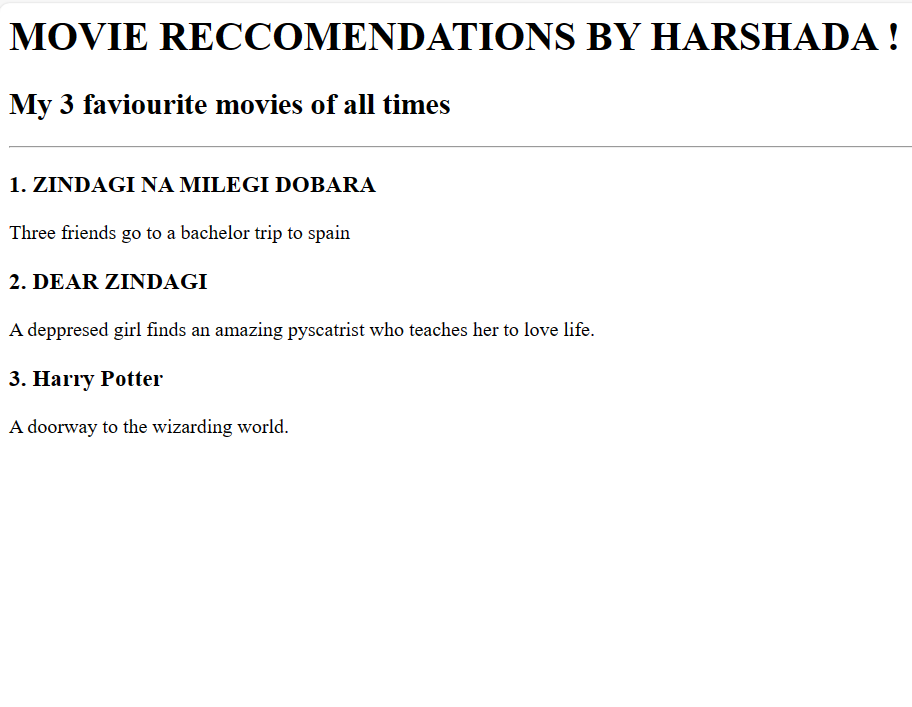 MOVIE RECCOMENDATIONS BY HARSHADA !
My 3 faviourite movies of all times
1. ZINDAGI NA MILEGI DOBARA
Three friends go to a bachelor trip to spain
2. DEAR ZINDAGI
A deppresed girl finds an amazing pyscatrist who teaches her to love life.
3. Harry Potter
A doorway to the wizarding world.